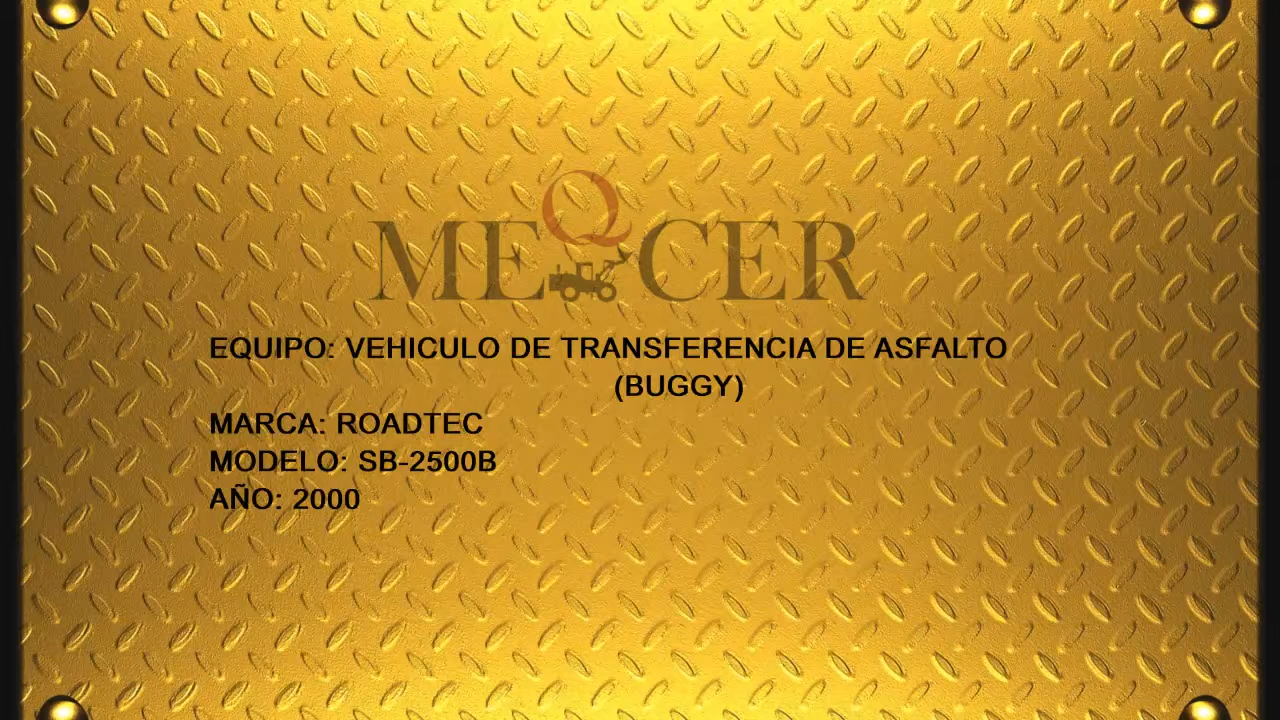 MEQCER
EQUIPO: VEHICULO DE TRANSFERENCIA DE ASFALTO
(BUGGY)
MARCA: ROADTEC
MODELO: SB-2500B
AÑO: 2000